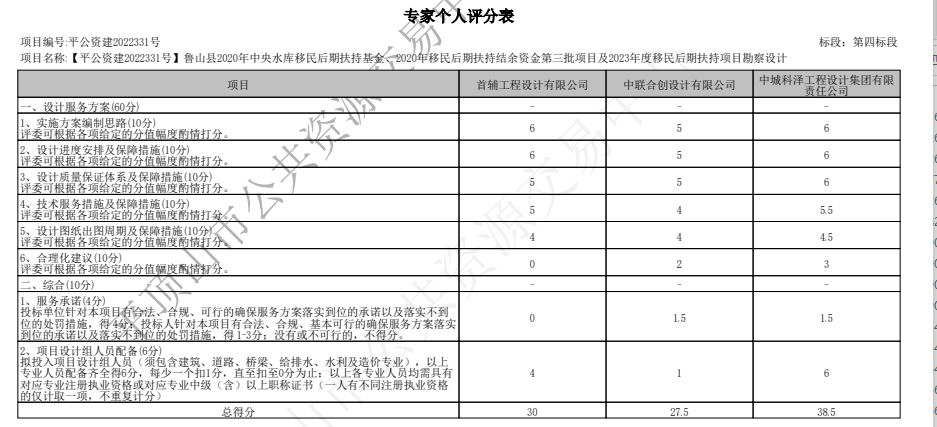 专家个人评分表
项目编号:平公资建2022331号 标段：第四标段
项目名称:【平公资建2022331号】鲁山县2020年中央水库移民后期扶持基金、2020年移民后期扶持结余资金第三批项目及2023年度移民后期扶持项目勘察设计
项目 首辅工程设计有限公司 中联合创设计有限公司 中城科泽工程设计集团有限
责任公司
一、设计服务方案(60分) - - -
1、实施方案编制思路(10分)
评委可根据各项给定的分值幅度酌情打分。 6 5 6
2、设计进度安排及保障措施(10分)
评委可根据各项给定的分值幅度酌情打分。 6 5 6
3、设计质量保证体系及保障措施(10分)
评委可根据各项给定的分值幅度酌情打分。 5 5 6
4、技术服务措施及保障措施(10分)
评委可根据各项给定的分值幅度酌情打分。 5 4 5.5
5、设计图纸出图周期及保障措施(10分)
评委可根据各项给定的分值幅度酌情打分。 4 4 4.5
6、合理化建议(10分)
评委可根据各项给定的分值幅度酌情打分。 0 2 3
二、综合(10分) - - -
1、服务承诺(4分)
投标单位针对本项目有合法、合规、可行的确保服务方案落实到位的承诺以及落实不到
位的处罚措施，得4分；投标人针对本项目有合法、合规、基本可行的确保服务方案落实
到位的承诺以及落实不到位的处罚措施，得1-3分；没有或不可行的，不得分。 0 1.5 1.5
2、项目设计组人员配备(6分)
拟投入项目设计组人员（须包含建筑、道路、桥梁、给排水、水利及造价专业），以上
专业人员配备齐全得6分，每少一个扣1分，直至扣至0分为止；以上各专业人员均需具有
对应专业注册执业资格或对应专业中级（含）以上职称证书（一人有不同注册执业资格
的仅计取一项，不重复计分） 4 1 6
总得分 30 27.5 38.5